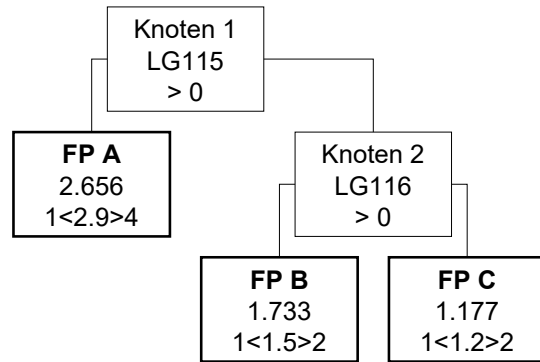 Knoten 1
LG115
> 0
FP A
2.656
1<2.9>4
Knoten 2
LG116
> 0
FP B
1.733
1<1.5>2
FP C
1.177
1<1.2>2